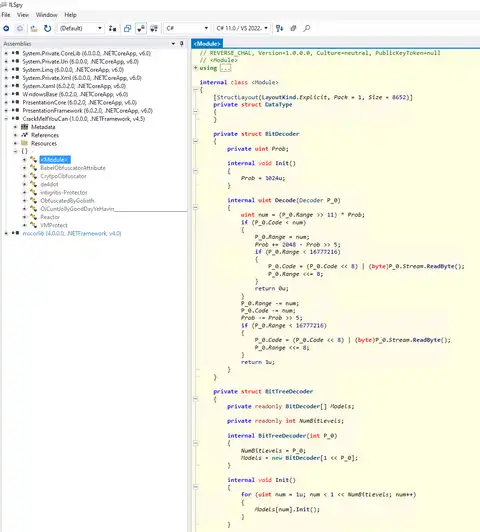 ILSpy
File View Window Help
(Default) C# C# 11.0 / VS 2022.
Assemblies
System.Private.CoreLib (6.0.0.0, .NETCoreApp, v6.0)
System.Private.Uri (6.0.0.0, .NETCoreApp, v6.0)
System.Linq (6.0.0.0, .NETCoreApp, v6.0)
System.Private.Xml (6.0.0.0, .NETCoreApp, v6.0)
System.Xaml (6.0.2.0, .NETCoreApp, v6.0)
WindowsBase (6.0.2.0, .NETCoreApp, v6.0)
PresentationCore (6.0.2.0, .NETCoreApp, v6.0)
PresentationFramework (6.0.2.0, .NETCoreApp, v6.0)
CrackMeIfYouCan (1.0.0.0, .NETFramework, v4.5)
Metadata
References
Resources
{ }
<Module>
BabelObfuscatorAttribute
CryptoObfuscator
de4dot
ObfuscatedByGoliath
Reactor
VMProtect
mscorlib (4.0.0.0, .NETFramework, v4.0)
<Module>
// REVERSE_CHAL, Version=1.0.0.0, Culture=neutral, PublicKeyToken=null
// <Module>
using ...
internal class <Module>
{
[StructLayout(LayoutKind.Explicit, Pack = 1, Size = 8652)]
private struct DataType
{
}
private struct BitDecoder
{
private uint Prob;
internal void Init()
{
Prob = 1024u;
}
internal uint Decode(Decoder P_0)
{
uint num = (P_0.Range >> 11) * Prob;
if (P_0.Code < num)
{
P_0.Range = num;
Prob += 2048 - Prob >> 5;
if (P_0.Range < 16777216)
{
P_0.Code = (P_0.Code << 8) | (byte)P_0.Stream.ReadByte();
P_0.Range <<= 8;
}
return 0u;
}
P_0.Range -= num;
P_0.Code -= num;
Prob -= Prob >> 5;
if (P_0.Range < 16777216)
{
P_0.Code = (P_0.Code << 8) | (byte)P_0.Stream.ReadByte();
P_0.Range <<= 8;
}
return 1u;
}
}
private struct BitTreeDecoder
{
private readonly BitDecoder[] Models;
private readonly int NumBitLevels;
internal BitTreeDecoder(int P_0)
{
NumBitLevels = P_0;
Models = new BitDecoder[1 << P_0];
}
internal void Init()
{
for (uint num = 1u; num < 1 << NumBitLevels; num++)
{
Models[num].Init();
}
}